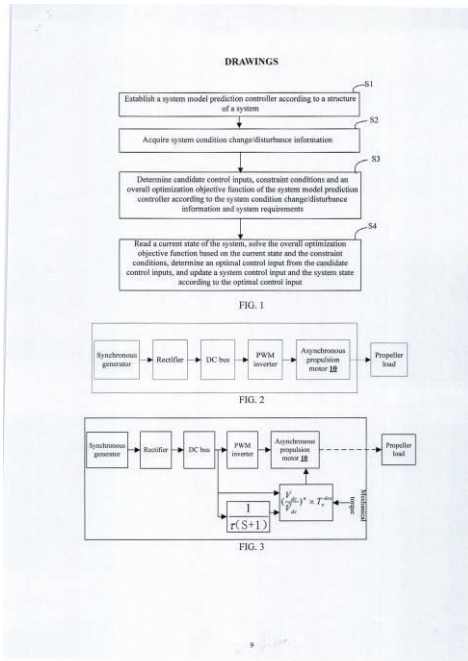 DRAWINGS
S1
Establish a system model prediction controller according to a structure
of a system
S2
Acquire system condition change/disturbance information
S3
Determine candidate control inputs, constraint conditions and an
overall optimization objective function of the system model prediction
controller according to the system condition change/disturbance
information and system requirements
S4
Read a current state of the system, solve the overall optimization
objective function based on the current state and the constraint
conditions, determine an optimal control input from the candidate
control inputs, and update a system control input and the system state
according to the optimal control input
FIG. 1
Synchronous
generator
Rectifier
DC bus
PWM
inverter
Asynchronous
propulsion
motor 10
Propeller
load
FIG. 2
Synchronous
generator
Rectifier
DC bus
PWM
inverter
Asynchronous
propulsion
motor 10
Propeller
load
1
τ(S+1)
Mechanical
torque
FIG. 3
9